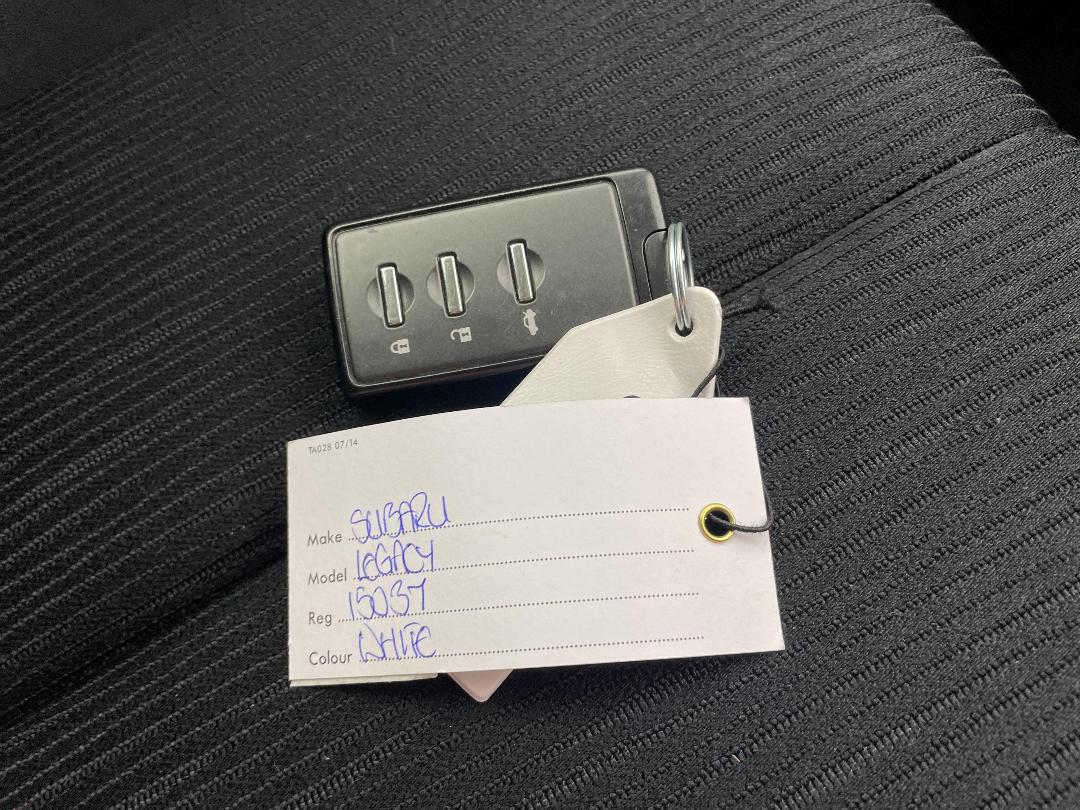 TA028 07/14
Make SUBARU
Model LEGACY
Reg 15037
Colour WHITE